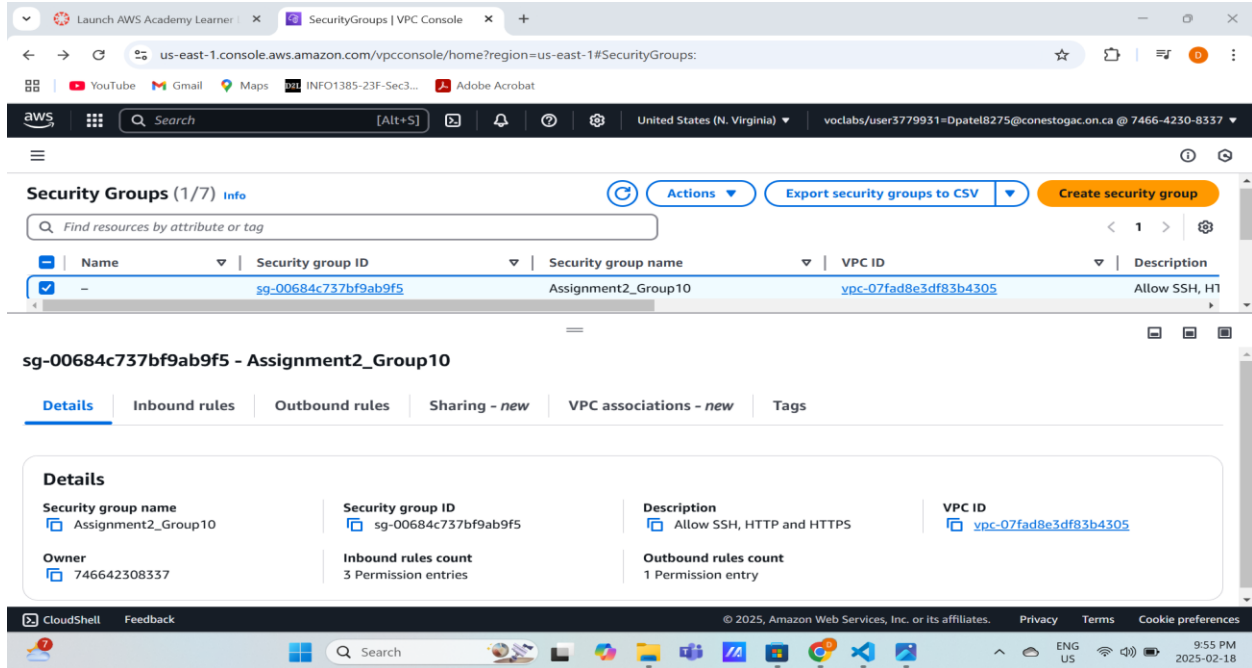 Launch AWS Academy Learner
SecurityGroups | VPC Console
us-east-1.console.aws.amazon.com/vpcconsole/home?region=us-east-1#SecurityGroups:
YouTube Gmail Maps D2L INFO1385-23F-Sec3... Adobe Acrobat
aws Search [Alt+S] United States (N. Virginia) voclabs/user3779931=Dpatel8275@conestogac.on.ca @ 7466-4230-8337
Security Groups (1/7) Info Actions Export security groups to CSV Create security group
Find resources by attribute or tag 1
Name Security group ID Security group name VPC ID Description
– sg-00684c737bf9ab9f5 Assignment2_Group10 vpc-07fad8e3df83b4305 Allow SSH, HT
sg-00684c737bf9ab9f5 - Assignment2_Group10
Details Inbound rules Outbound rules Sharing - new VPC associations - new Tags
Details
Security group name Security group ID Description VPC ID
Assignment2_Group10 sg-00684c737bf9ab9f5 Allow SSH, HTTP and HTTPS vpc-07fad8e3df83b4305
Owner Inbound rules count Outbound rules count
746642308337 3 Permission entries 1 Permission entry
CloudShell Feedback © 2025, Amazon Web Services, Inc. or its affiliates. Privacy Terms Cookie preferences
7 Search ENG 9:55 PM
US 2025-02-18